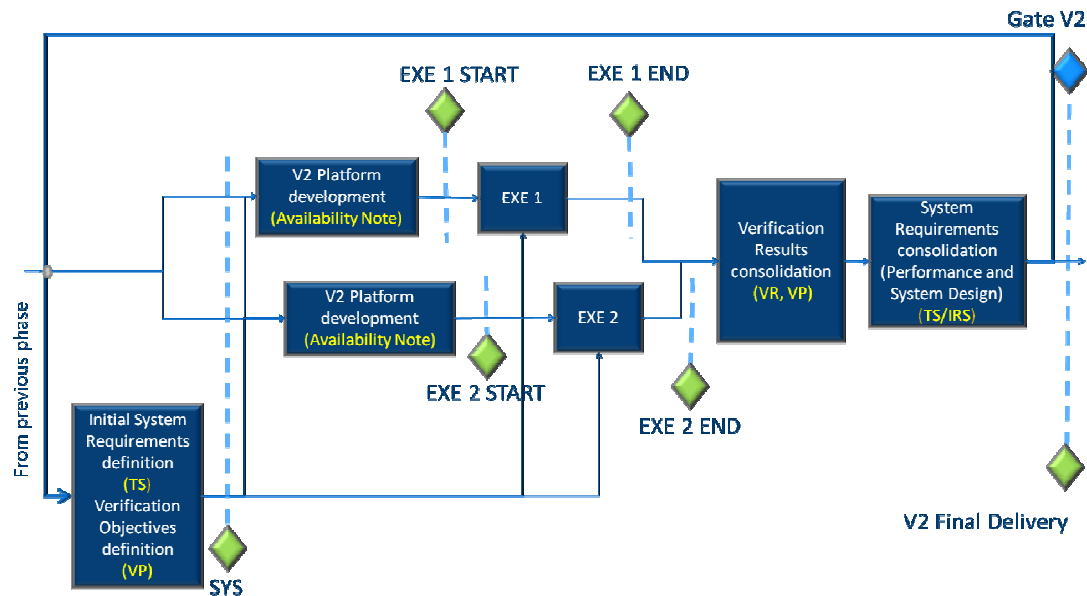 Gate V2
EXE 1 START
EXE 1 END
V2 Platform
development
(Availability Note)
EXE 1
V2 Platform
development
(Availability Note)
EXE 2
Verification
Results
consolidation
(VR, VP)
System
Requirements
consolidation
(Performance and
System Design)
(TS/IRS)
From previous phase
EXE 2 START
EXE 2 END
Initial System
Requirements
definition
(TS)
Verification
Objectives
definition
(VP)
SYS
V2 Final Delivery